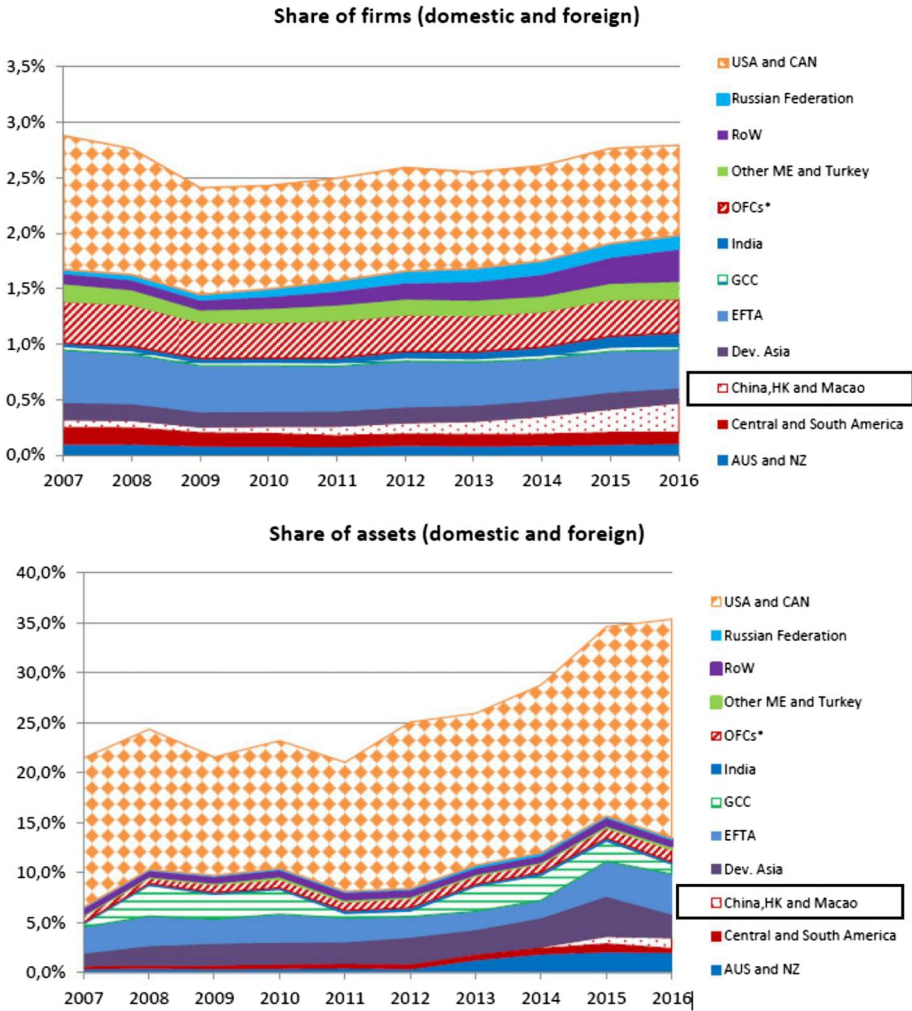 Share of firms (domestic and foreign)
3,5%
3,0%
2,5%
2,0%
1,5%
1,0%
0,5%
0,0%
2007 2008 2009 2010 2011 2012 2013 2014 2015 2016
USA and CAN
Russian Federation
RoW
Other ME and Turkey
OFCs*
India
GCC
EFTA
Dev. Asia
China,HK and Macao
Central and South America
AUS and NZ
Share of assets (domestic and foreign)
40,0%
35,0%
30,0%
25,0%
20,0%
15,0%
10,0%
5,0%
0,0%
2007 2008 2009 2010 2011 2012 2013 2014 2015 2016
USA and CAN
Russian Federation
RoW
Other ME and Turkey
OFCs*
India
GCC
EFTA
Dev. Asia
China,HK and Macao
Central and South America
AUS and NZ